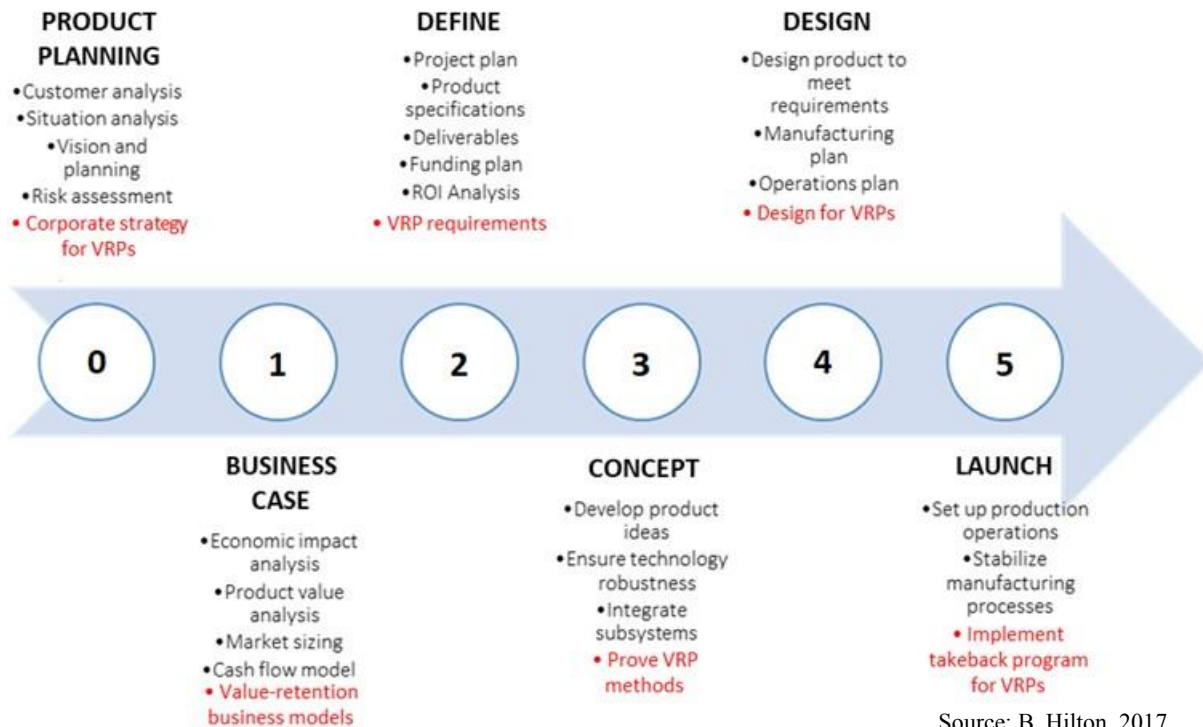 PRODUCT
PLANNING
•Customer analysis
•Situation analysis
•Vision and
planning
•Risk assessment
• Corporate strategy
for VRPs
DEFINE
•Project plan
•Product
specifications
•Deliverables
•Funding plan
•ROI Analysis
• VRP requirements
DESIGN
•Design product to
meet
requirements
•Manufacturing
plan
•Operations plan
• Design for VRPs
0
1
2
3
4
5
BUSINESS
CASE
•Economic impact
analysis
•Product value
analysis
•Market sizing
•Cash flow model
• Value-retention
business models
CONCEPT
•Develop product
ideas
•Ensure technology
robustness
•Integrate
subsystems
• Prove VRP
methods
LAUNCH
•Set up production
operations
•Stabilize
manufacturing
processes
• Implement
takeback program
for VRPs
Source: B. Hilton, 2017